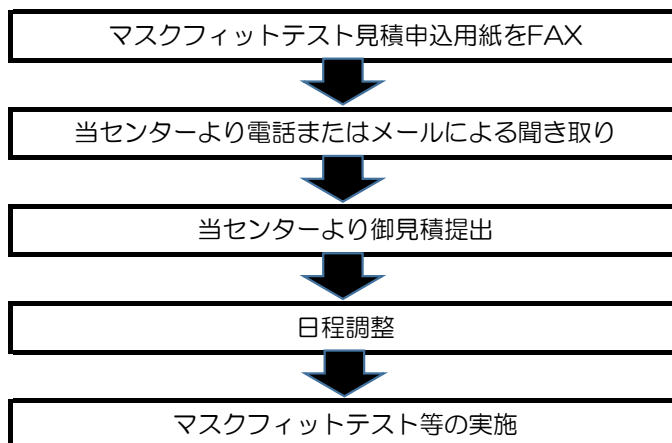 マスクフィットテスト見積申込用紙をFAX
当センターより電話またはメールによる聞き取り
当センターより御見積提出
日程調整
マスクフィットテスト等の実施